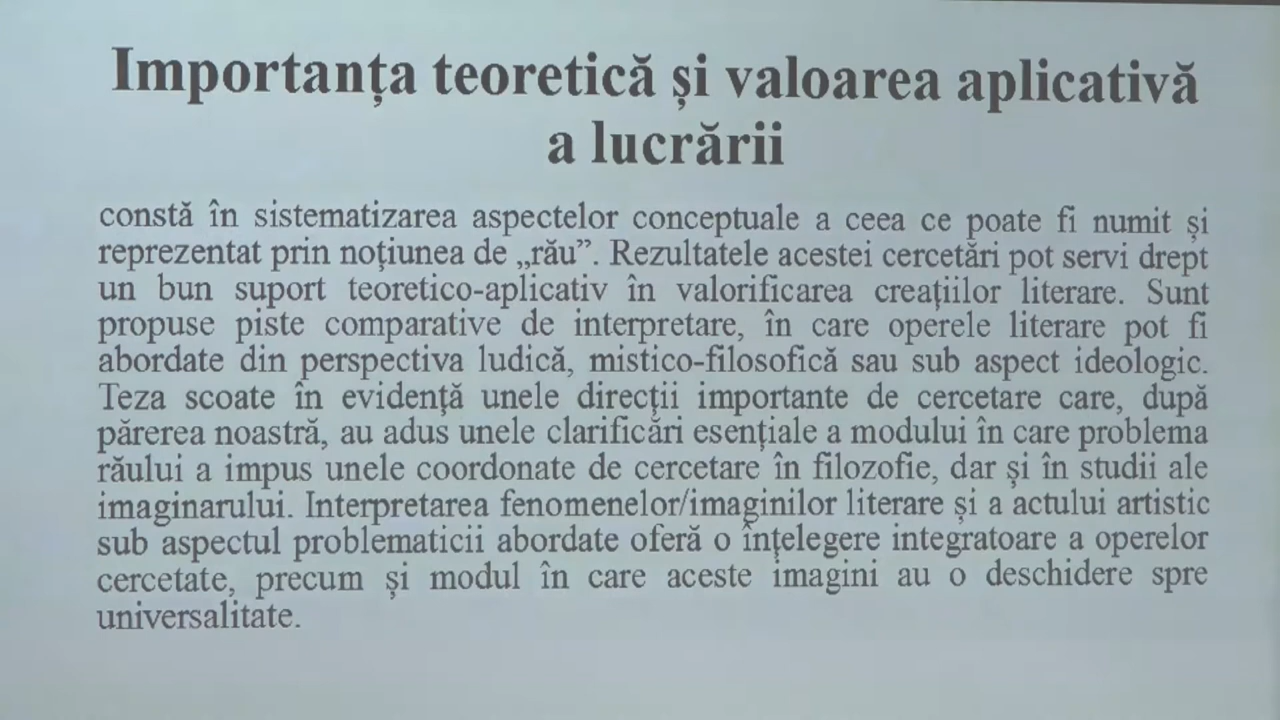 Importanța teoretică și valoarea aplicativă
a lucrării
constă în sistematizarea aspectelor conceptuale a ceea ce poate fi numit și
reprezentat prin noțiunea de „rău”. Rezultatele acestei cercetări pot servi drept
un bun suport teoretico-aplicativ în valorificarea creațiilor literare. Sunt
propuse piste comparative de interpretare, în care operele literare pot fi
abordate din perspectiva ludică, mistico-filosofică sau sub aspect ideologic.
Teza scoate în evidență unele direcții importante de cercetare care, după
părerea noastră, au adus unele clarificări esențiale a modului în care problema
răului a impus unele coordonate de cercetare în filozofie, dar și în studii ale
imaginarului. Interpretarea fenomenelor/imaginilor literare și a actului artistic
sub aspectul problematicii abordate oferă o înțelegere integratoare a operelor
cercetate, precum și modul în care aceste imagini au o deschidere spre
universalitate.